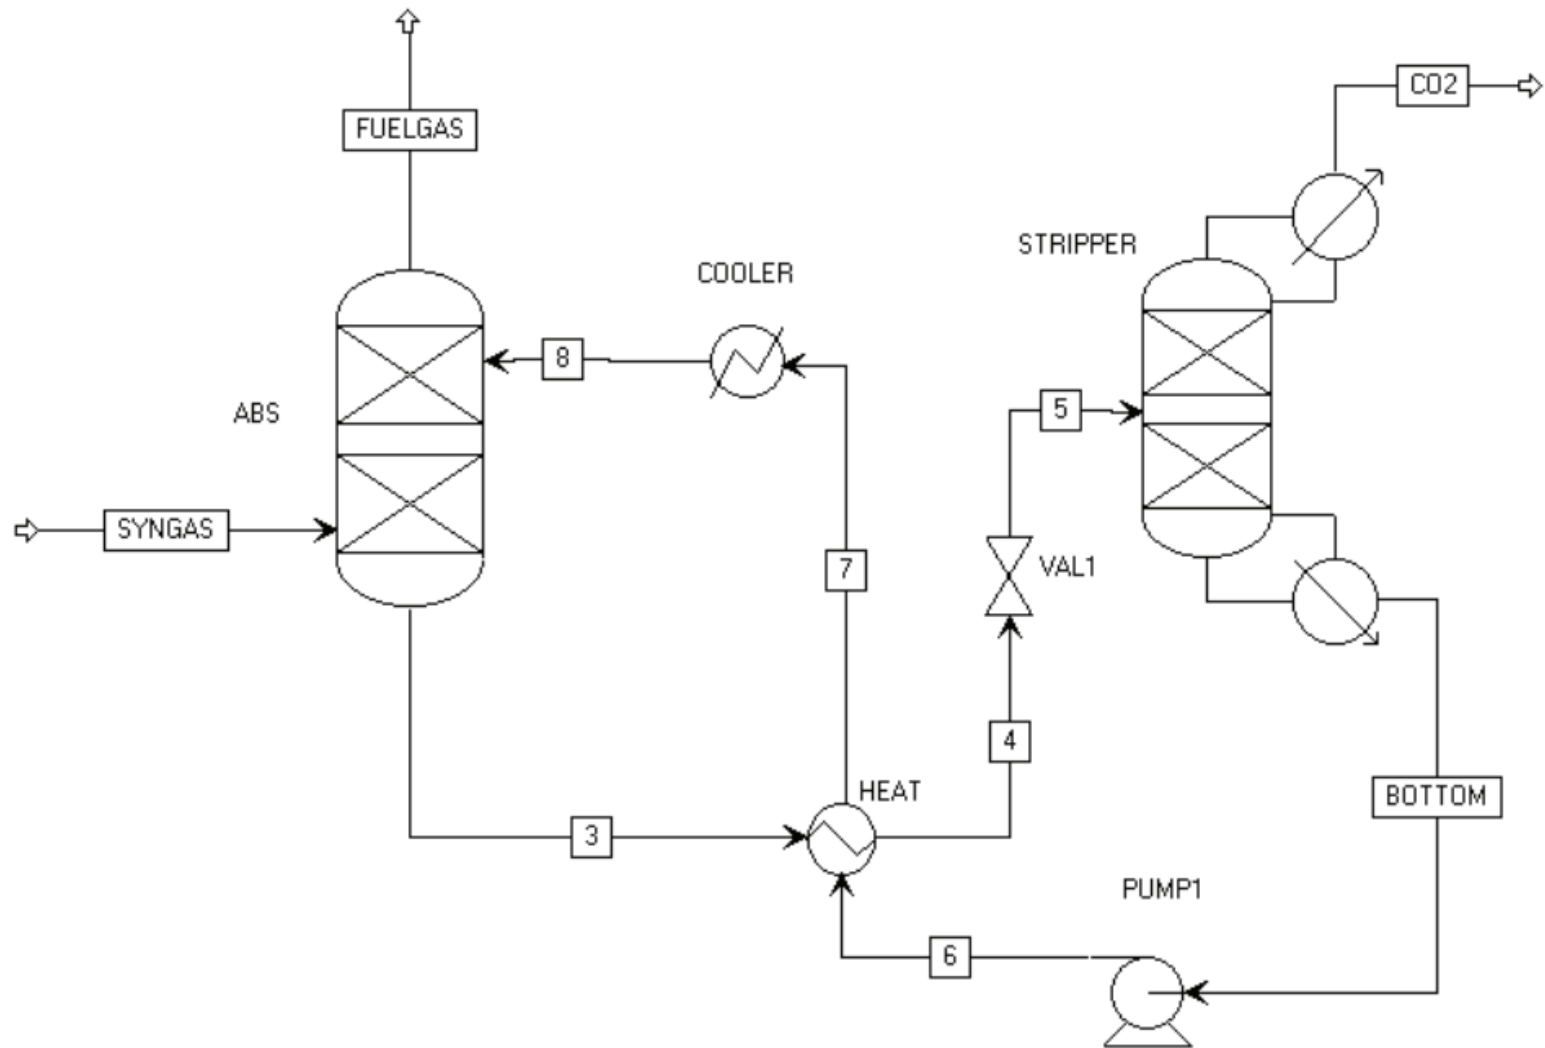 CO2
FUELGAS
STRIPPER
COOLER
8
5
ABS
SYNGAS
7
VAL1
4
HEAT
BOTTOM
3
PUMP1
6